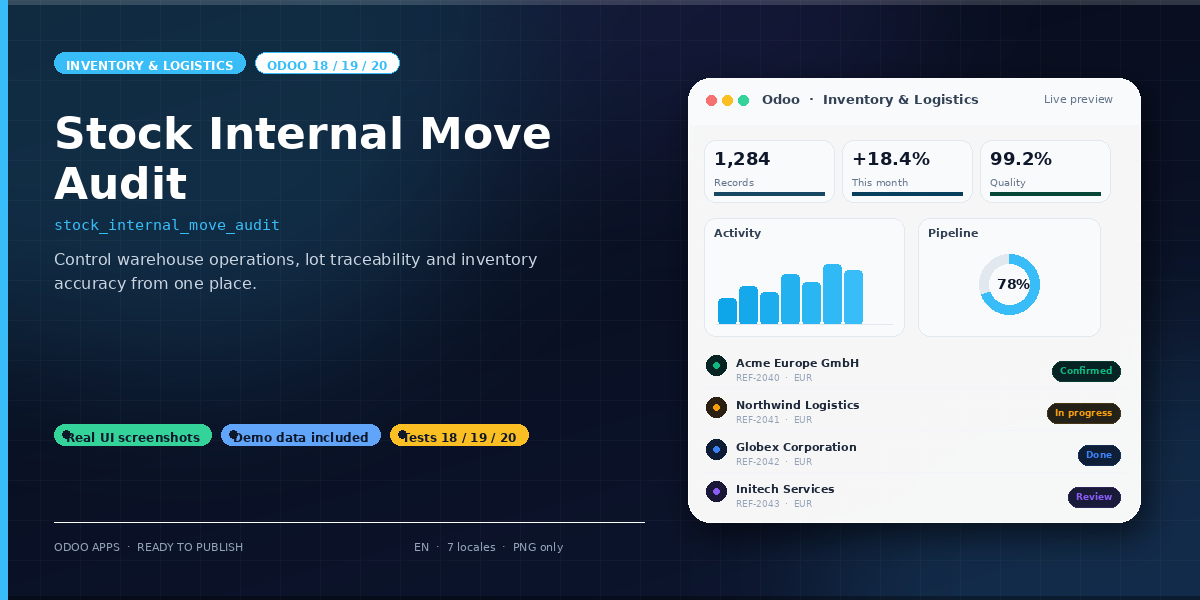 INVENTORY & LOGISTICS
ODOO 18 / 19 / 20
Stock Internal Move
Audit
stock_internal_move_audit
Control warehouse operations, lot traceability and inventory
accuracy from one place.
Real UI screenshots
Demo data included
Tests 18 / 19 / 20
ODOO APPS · READY TO PUBLISH
EN · 7 locales · PNG only
Odoo · Inventory & Logistics
Live preview
1,284
Records
+18.4%
This month
99.2%
Quality
Activity
Pipeline
78%
Acme Europe GmbH
REF-2040 · EUR
Confirmed
Northwind Logistics
REF-2041 · EUR
In progress
Globex Corporation
REF-2042 · EUR
Done
Initech Services
REF-2043 · EUR
Review